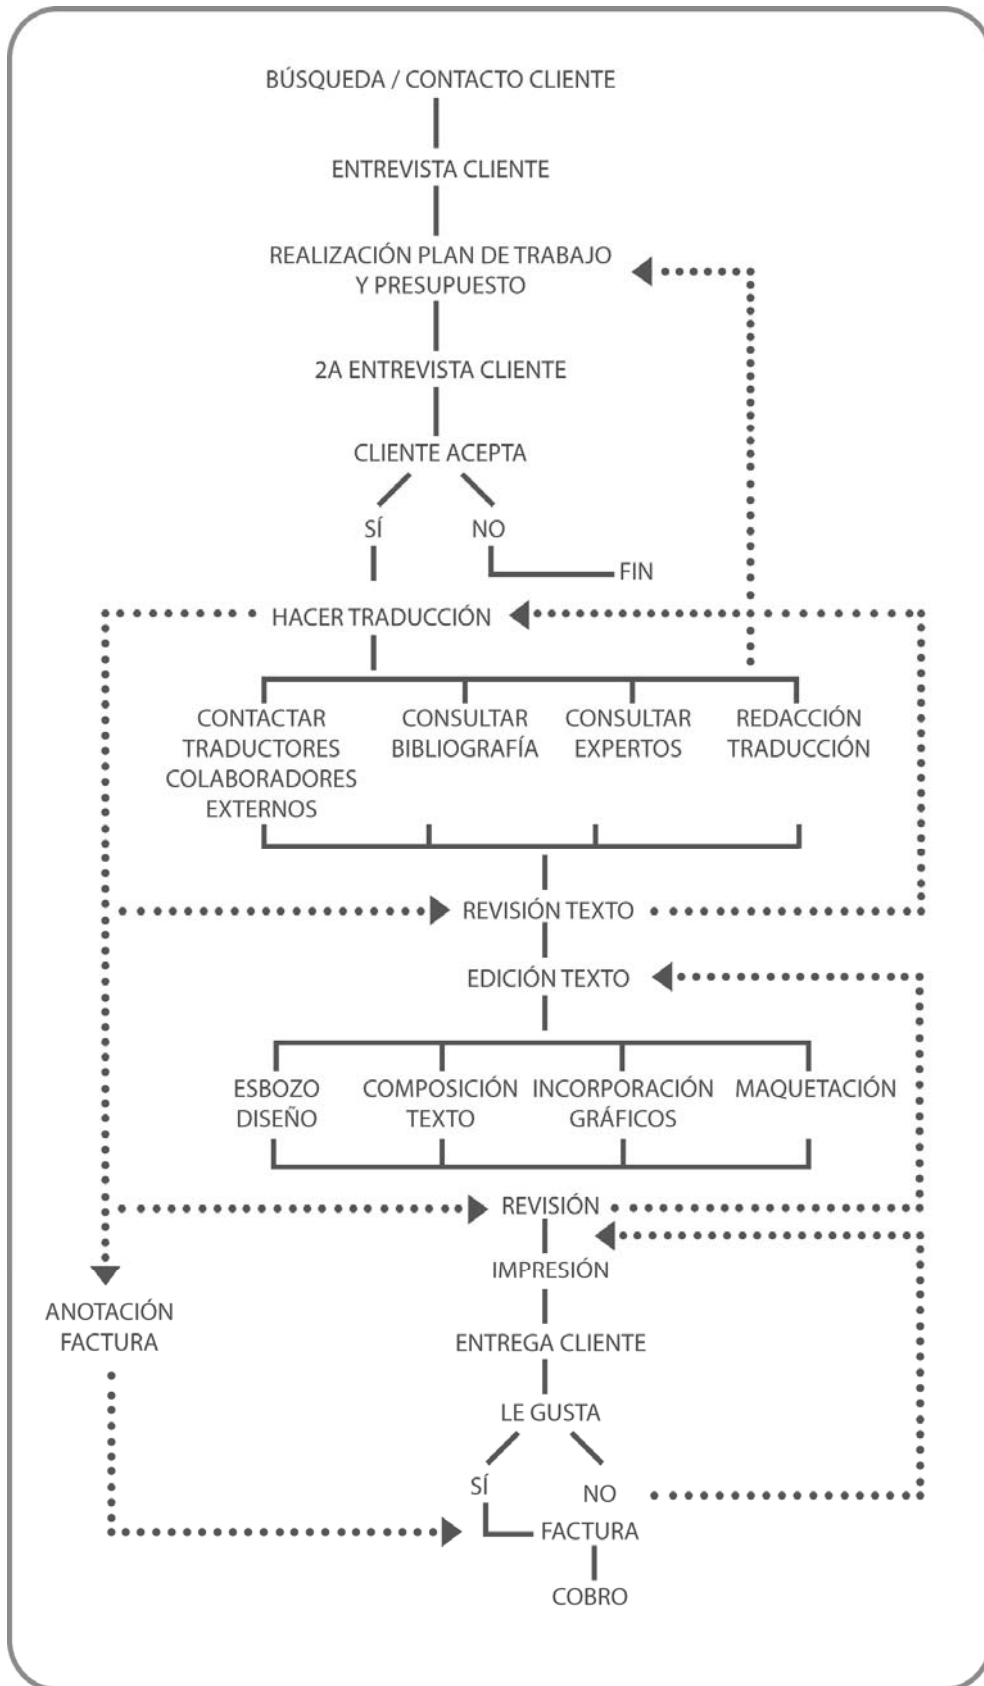 BÚSQUEDA / CONTACTO CLIENTE
ENTREVISTA CLIENTE
REALIZACIÓN PLAN DE TRABAJO
Y PRESUPUESTO
2A ENTREVISTA CLIENTE
CLIENTE ACEPTA
SÍ
NO
FIN
HACER TRADUCCIÓN
CONTACTAR
TRADUCTORES
COLABORADORES
EXTERNOS
CONSULTAR
BIBLIOGRAFÍA
CONSULTAR
EXPERTOS
REDACCIÓN
TRADUCCIÓN
REVISIÓN TEXTO
EDICIÓN TEXTO
ESBOZO
DISEÑO
COMPOSICIÓN
TEXTO
INCORPORACIÓN
GRÁFICOS
MAQUETACIÓN
REVISIÓN
IMPRESIÓN
ANOTACIÓN
FACTURA
ENTREGA CLIENTE
LE GUSTA
SÍ
NO
FACTURA
COBRO